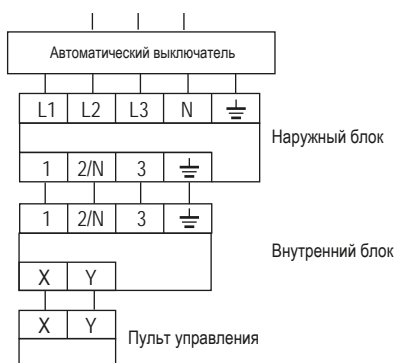 Автоматический выключатель
L1 L2 L3 N
Наружный блок
1 2/N 3
1 2/N 3
Внутренний блок
X Y
X Y
Пульт управления